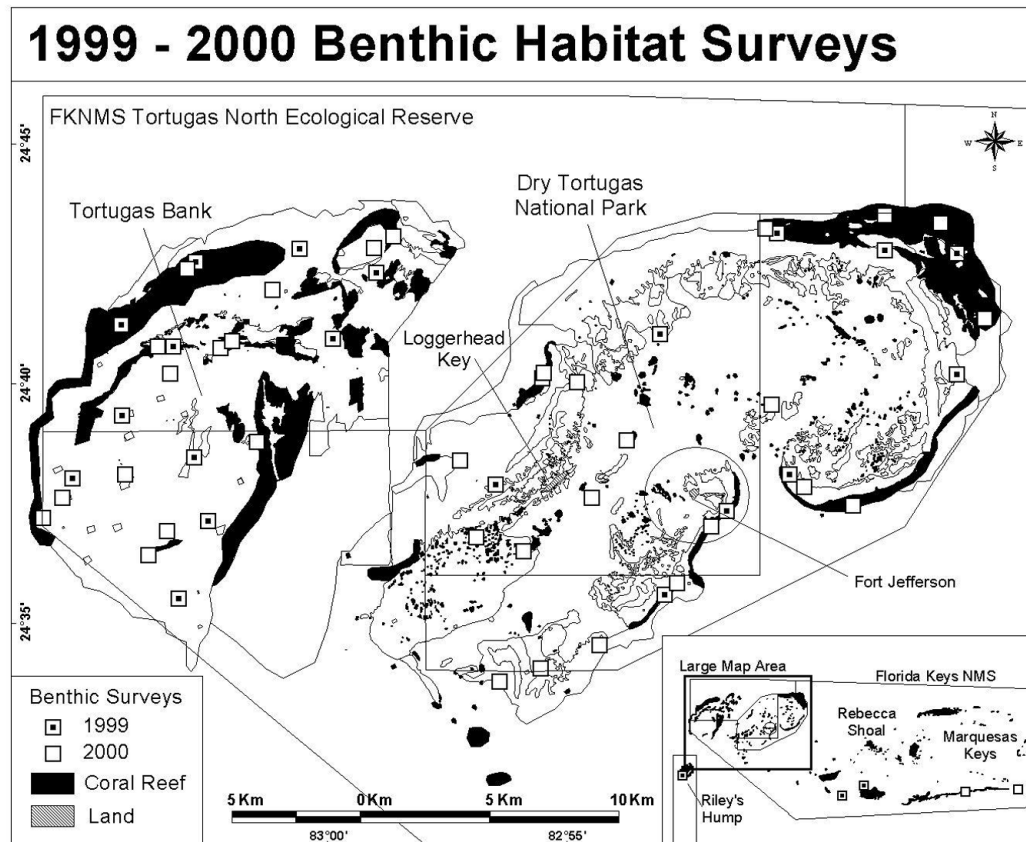 1999 - 2000 Benthic Habitat Surveys
FKNMS Tortugas North Ecological Reserve
N
W E
S
24°45'
24°40'
24°35'
Tortugas Bank
Dry Tortugas
National Park
Loggerhead
Key
Fort Jefferson
Benthic Surveys
1999
2000
Coral Reef
Land
5 Km 0 Km 5 Km 10 Km
83°00' 82°55'
Large Map Area
Florida Keys NMS
Rebecca
Shoal
Marquesas
Keys
Riley's
Hump